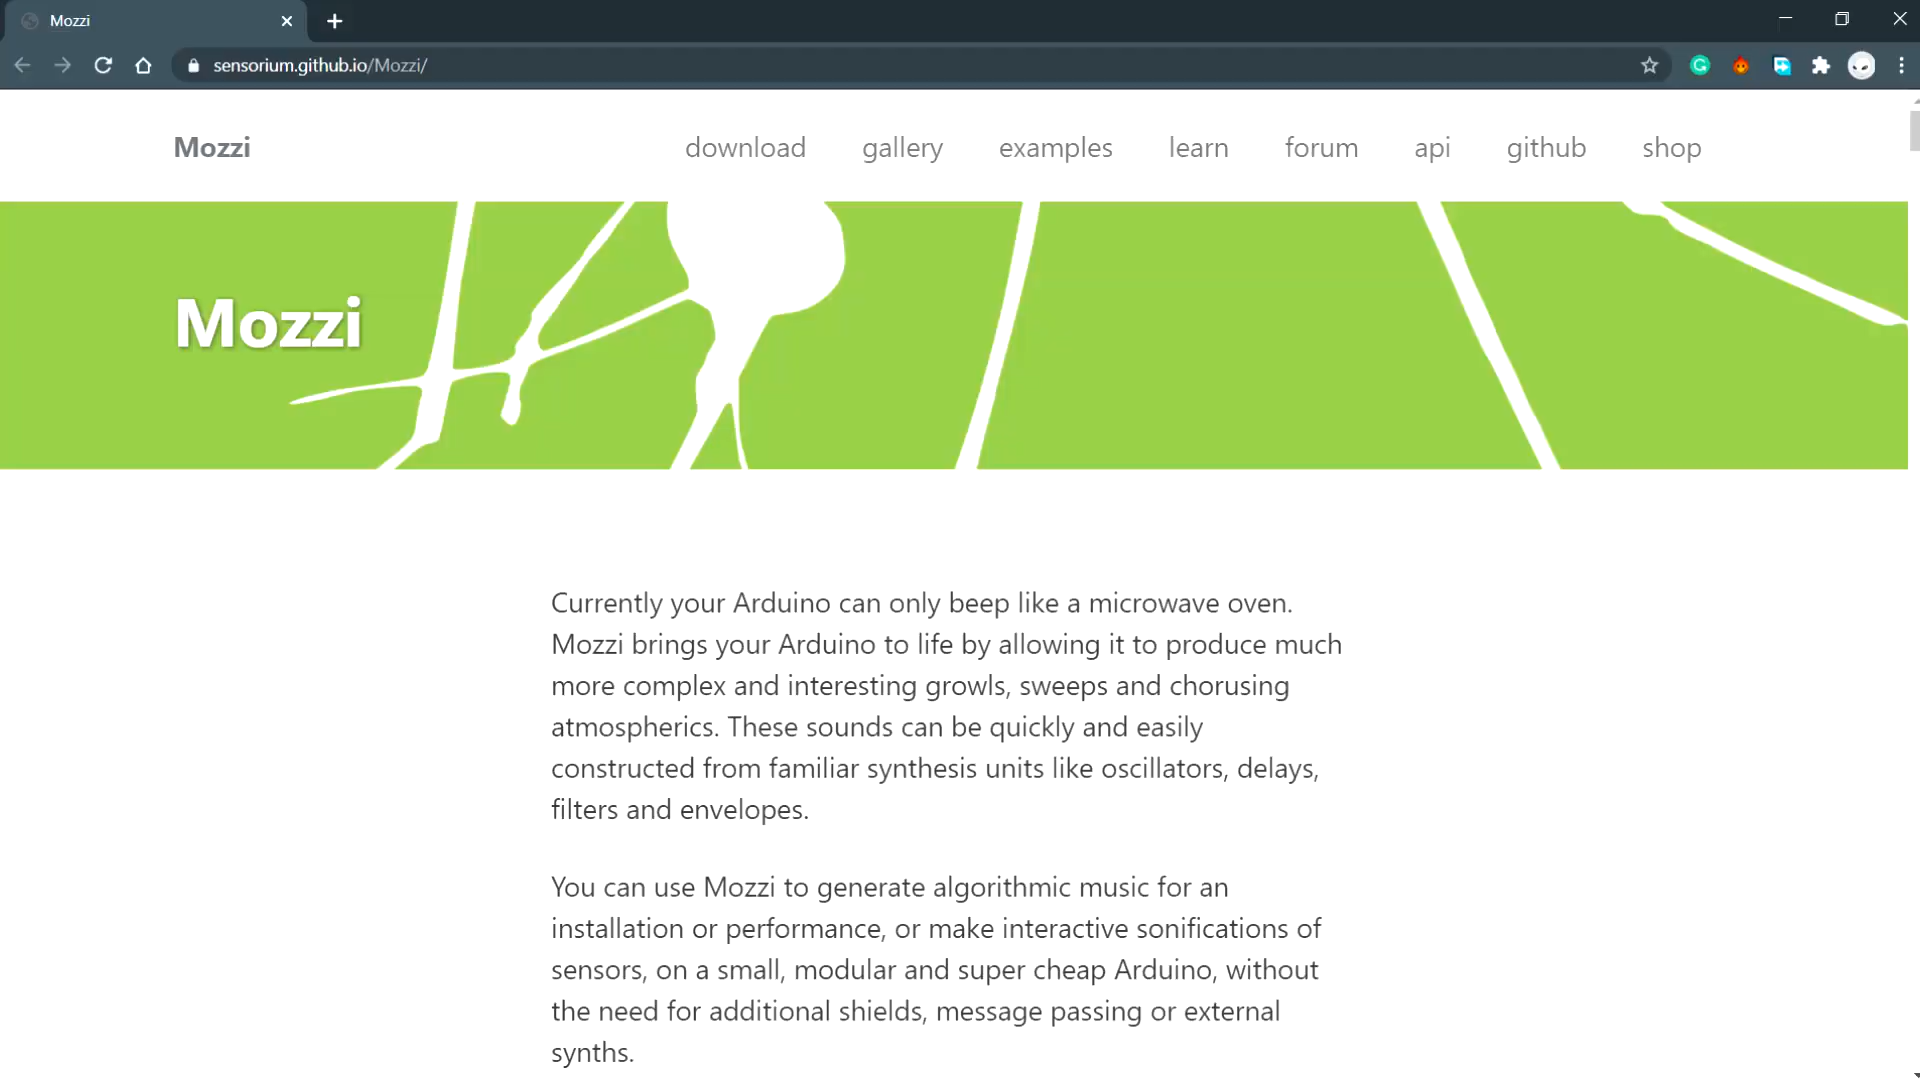 Mozzi
sensorium.github.io/Mozzi/
Mozzi download gallery examples learn forum api github shop
Mozzi
Currently your Arduino can only beep like a microwave oven.
Mozzi brings your Arduino to life by allowing it to produce much
more complex and interesting growls, sweeps and chorusing
atmospherics. These sounds can be quickly and easily
constructed from familiar synthesis units like oscillators, delays,
filters and envelopes.
You can use Mozzi to generate algorithmic music for an
installation or performance, or make interactive sonifications of
sensors, on a small, modular and super cheap Arduino, without
the need for additional shields, message passing or external
synths.